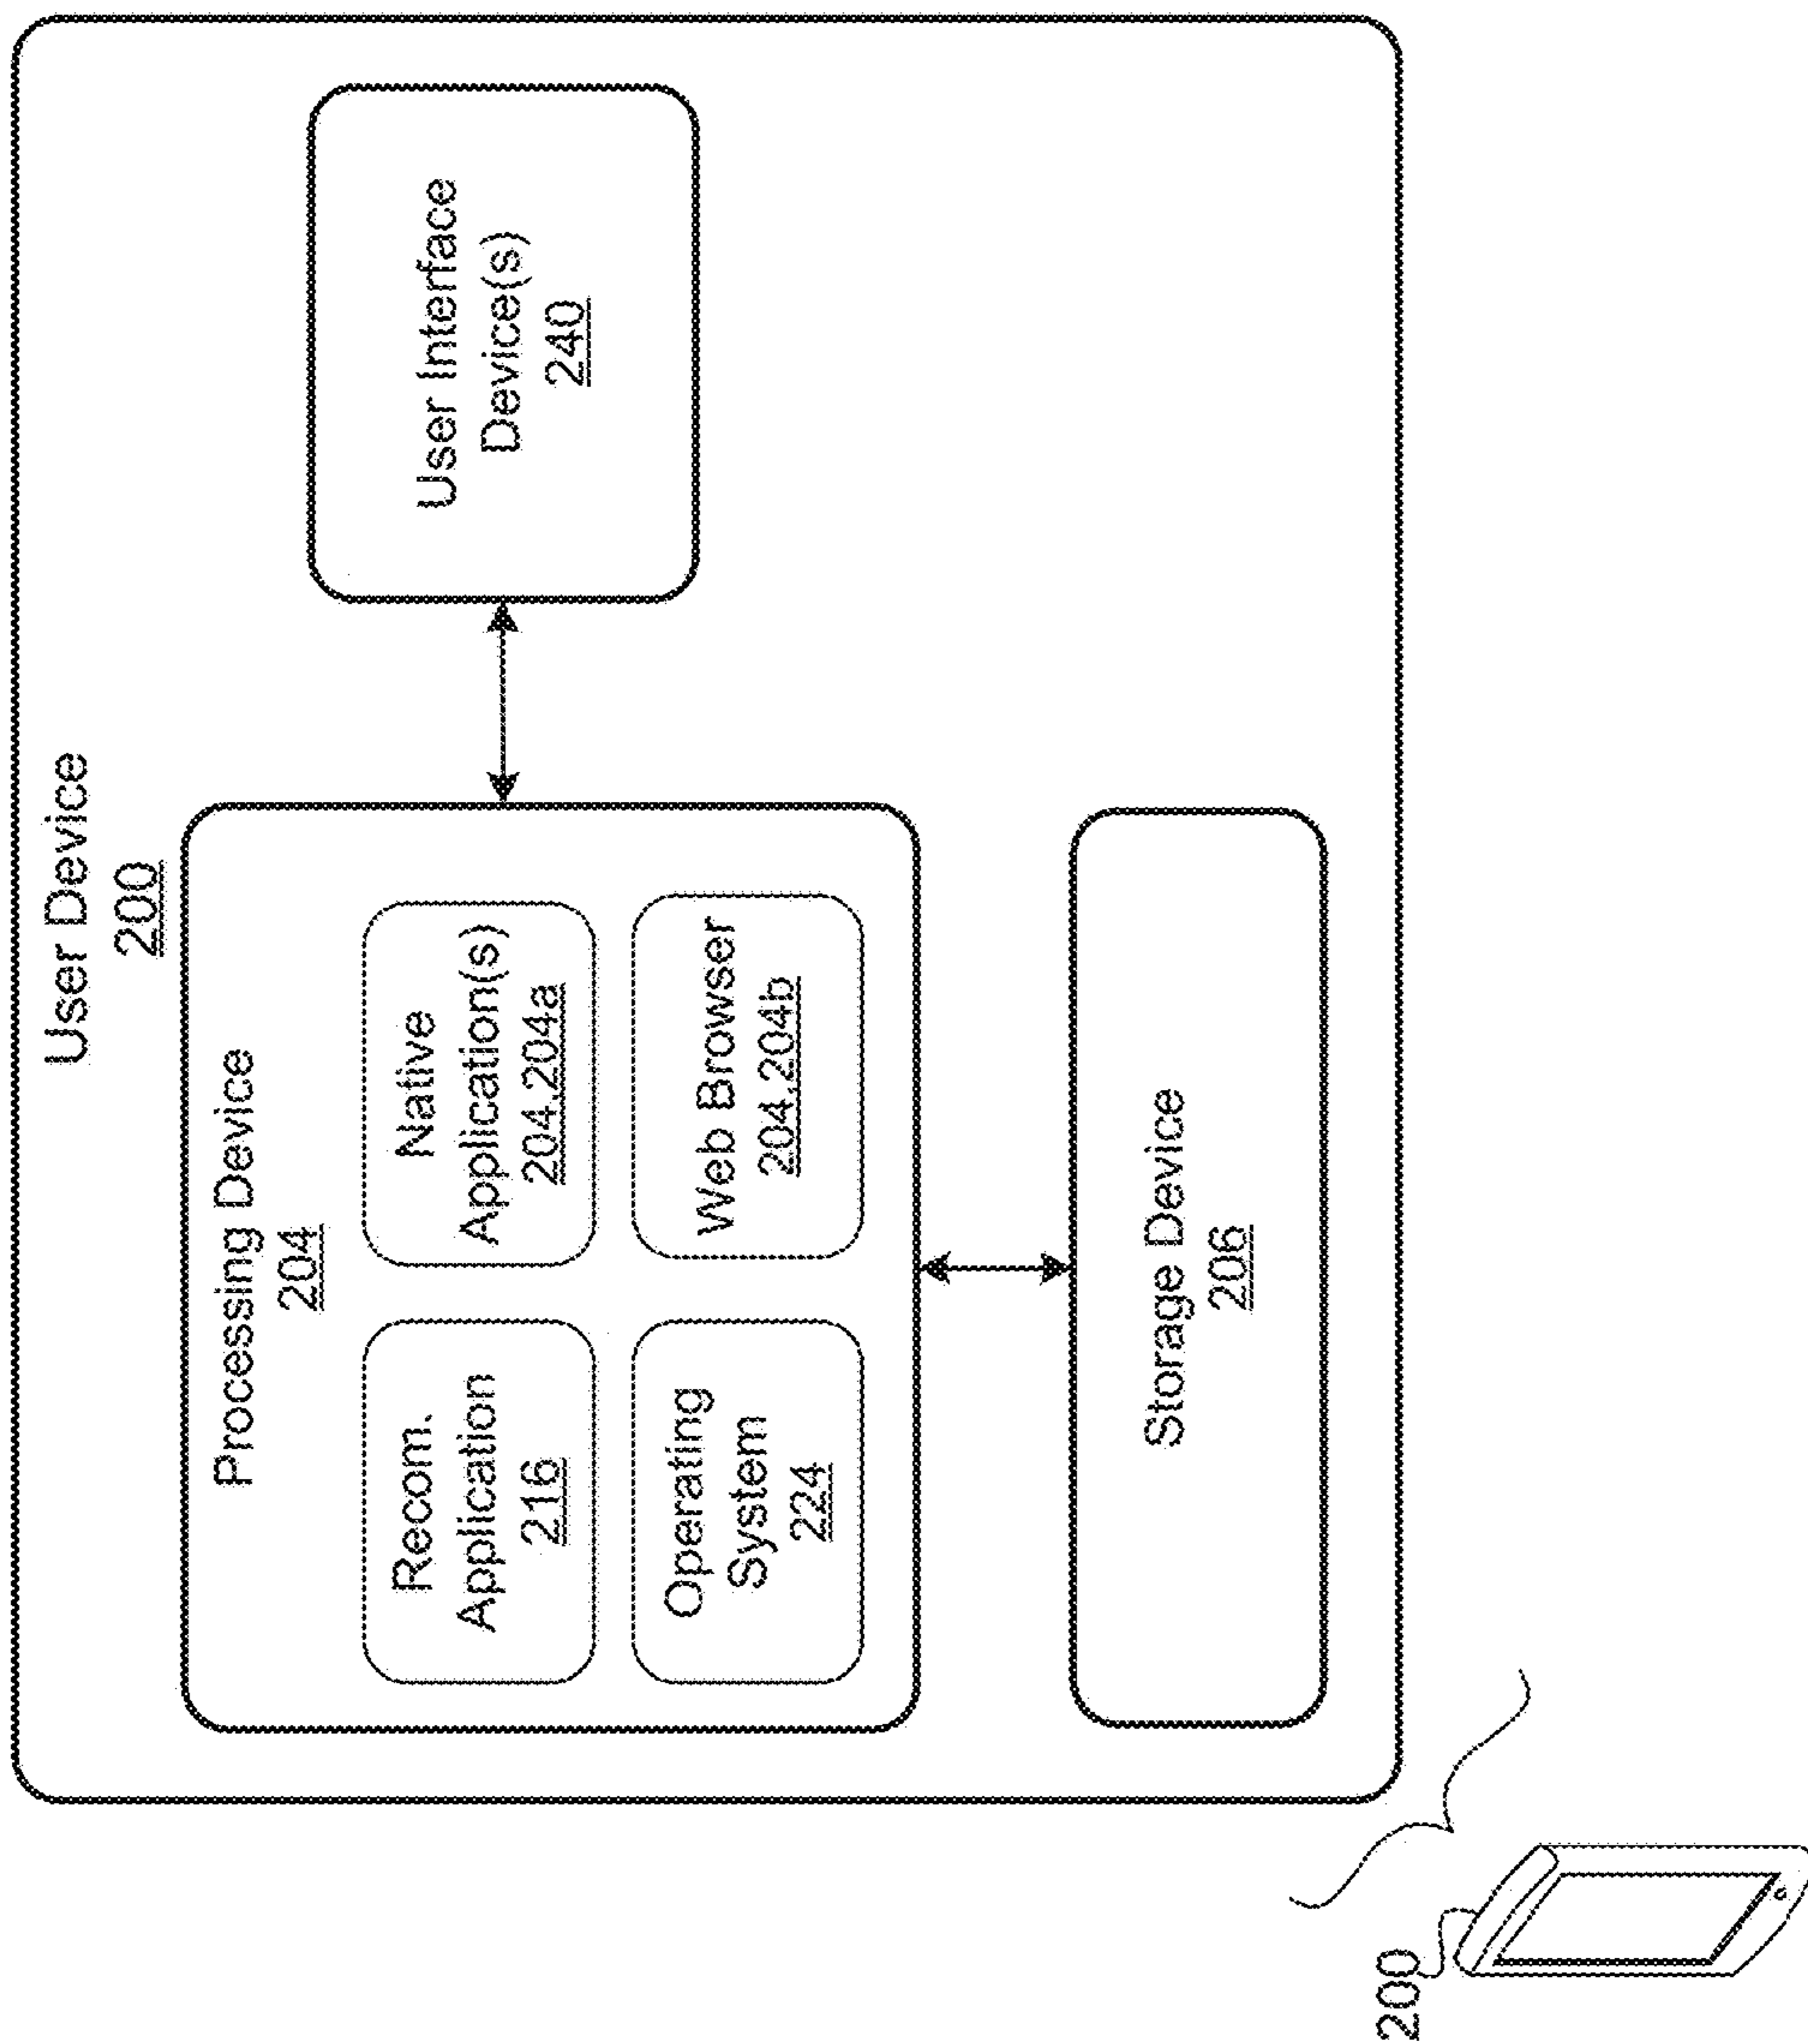 User Device
200
Processing Device
204
Recom.
Application
216
Native
Application(s)
204,204a
Operating
System
224
Web Browser
204,204b
User Interface
Device(s)
240
Storage Device
206
200